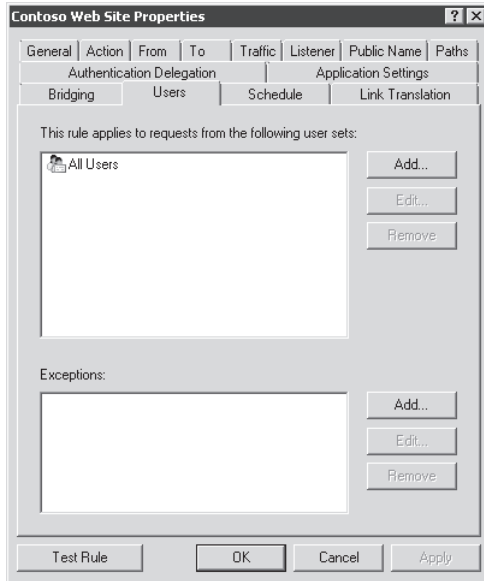 Contoso Web Site Properties ? X
General Action From To Traffic Listener Public Name Paths
Authentication Delegation Application Settings
Bridging Users Schedule Link Translation
This rule applies to requests from the following user sets:
All Users Add...
Edit...
Remove
Exceptions:
Add...
Edit...
Remove
Test Rule OK Cancel Apply